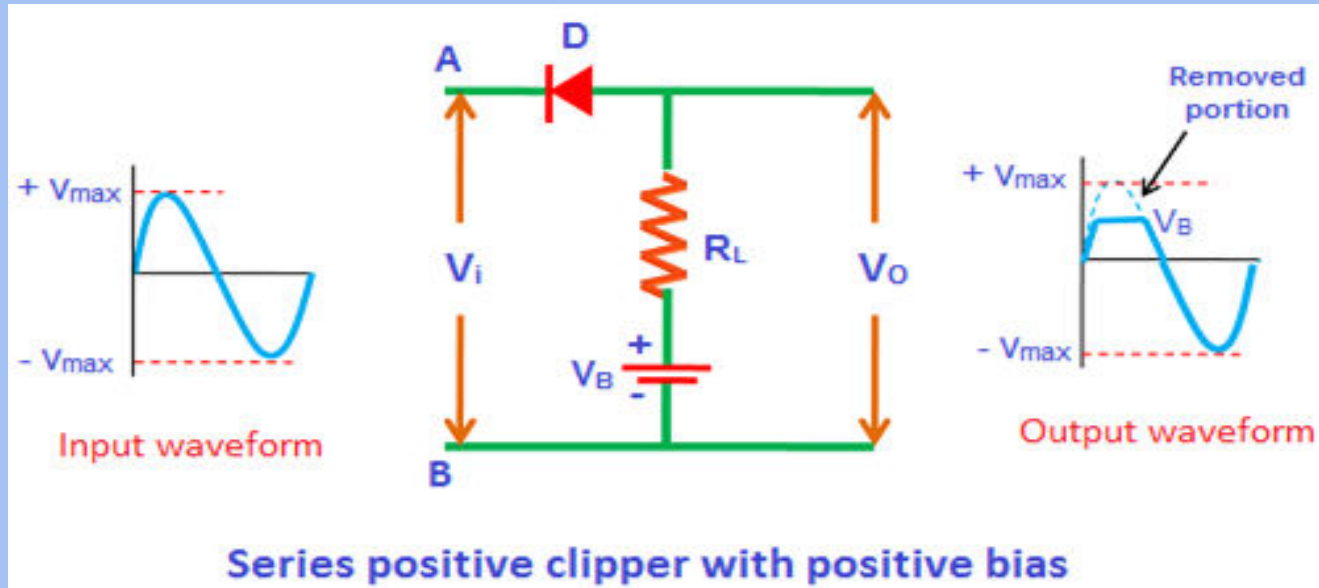 D
A
Removed
portion
+ Vmax
- Vmax
Input waveform
Vi
RL
+
VB
-
VO
B
+ Vmax
VB
- Vmax
Output waveform
Series positive clipper with positive bias